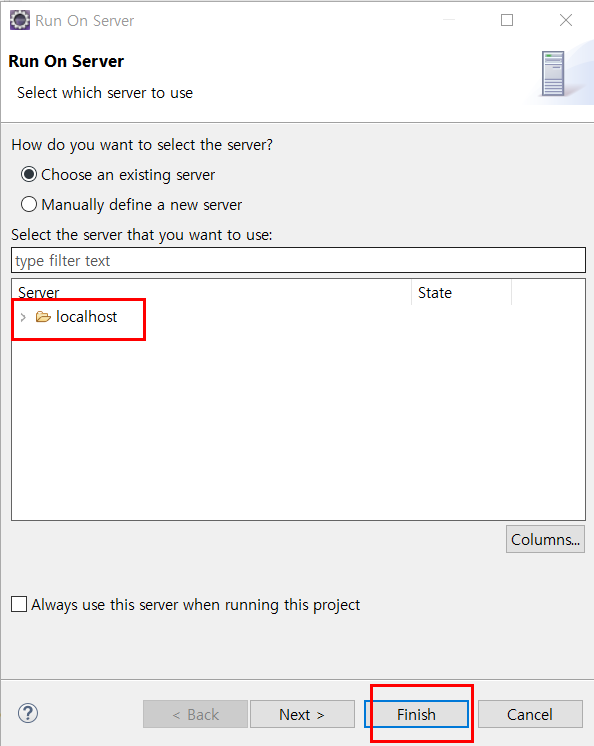 Run On Server
Run On Server
Select which server to use
How do you want to select the server?
Choose an existing server
Manually define a new server
Select the server that you want to use:
type filter text
Server State
localhost
Columns...
Always use this server when running this project
? < Back Next > Finish Cancel